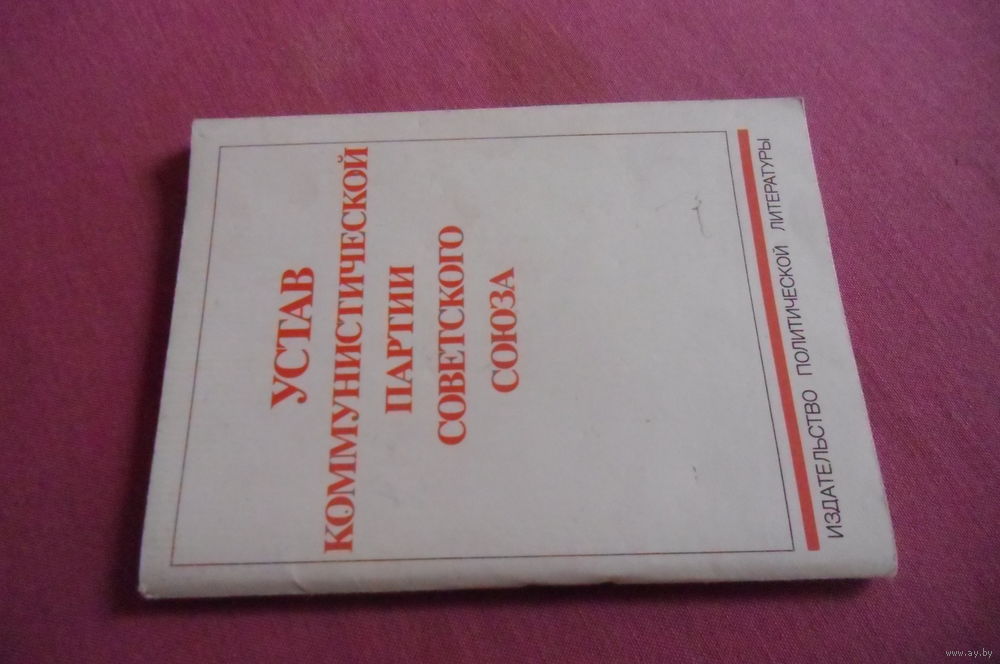 УСТАВ
КОММУНИСТИЧЕСКОЙ
ПАРТИИ
СОВЕТСКОГО
СОЮЗА
ИЗДАТЕЛЬСТВО ПОЛИТИЧЕСКОЙ ЛИТЕРАТУРЫ
www.ay.by